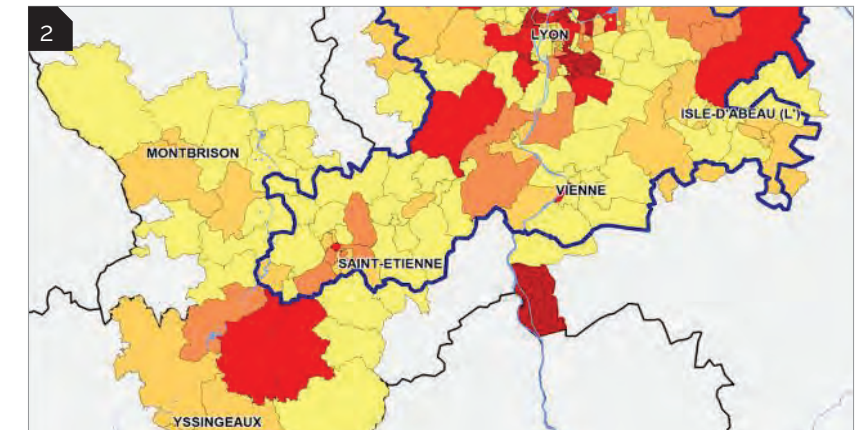 2
LYON
ISLE-D'ABEAU (L')
MONTBRISON
VIENNE
SAINT-ETIENNE
YSSINGEAUX